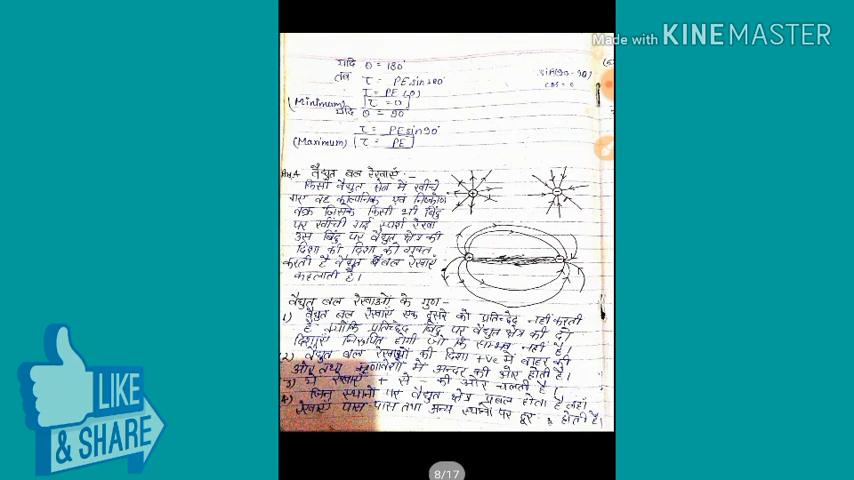 Made with KINEMASTER
यदि θ = 180°
तब τ = PE sin 180°
τ = PE (0)
(Minimum) τ = 0
यदि θ = 90
τ = PE sin 90°
(Maximum) τ = PE
sin(90-90)
cos = 0
वैद्युत बल रेखाएं :-
किसी वैद्युत क्षेत्र में खींचे
गए वह काल्पनिक एवं
वक्र जिसके किसी भी बिंदु
पर खींची गई स्पर्श रेखा
उस बिंदु पर वैद्युत क्षेत्र की
दिशा की दिशा को व्यक्त
करती है वैद्युत बल रेखाएं
कहलाती है।
वैद्युत बल रेखाओं के गुण -
1) वैद्युत बल रेखाएं एक दूसरे को प्रतिच्छेद नहीं करती
है क्योंकि प्रतिच्छेद बिंदु पर वैद्युत क्षेत्र की दो
दिशाएं निरूपित होगी जो कि सम्भव नहीं है
2) वैद्युत बल रेखाओं की दिशा +ve में बाहर की
ओर तथा में अन्दर की ओर होती है।
3) ये रेखाएं + से - की ओर चलती है।
4) जिन स्थानों पर वैद्युत क्षेत्र प्रबल होता है वहां
रेखाएं पास पास तथा अन्य स्थानों पर दूर होती है।
LIKE
& SHARE
8/17